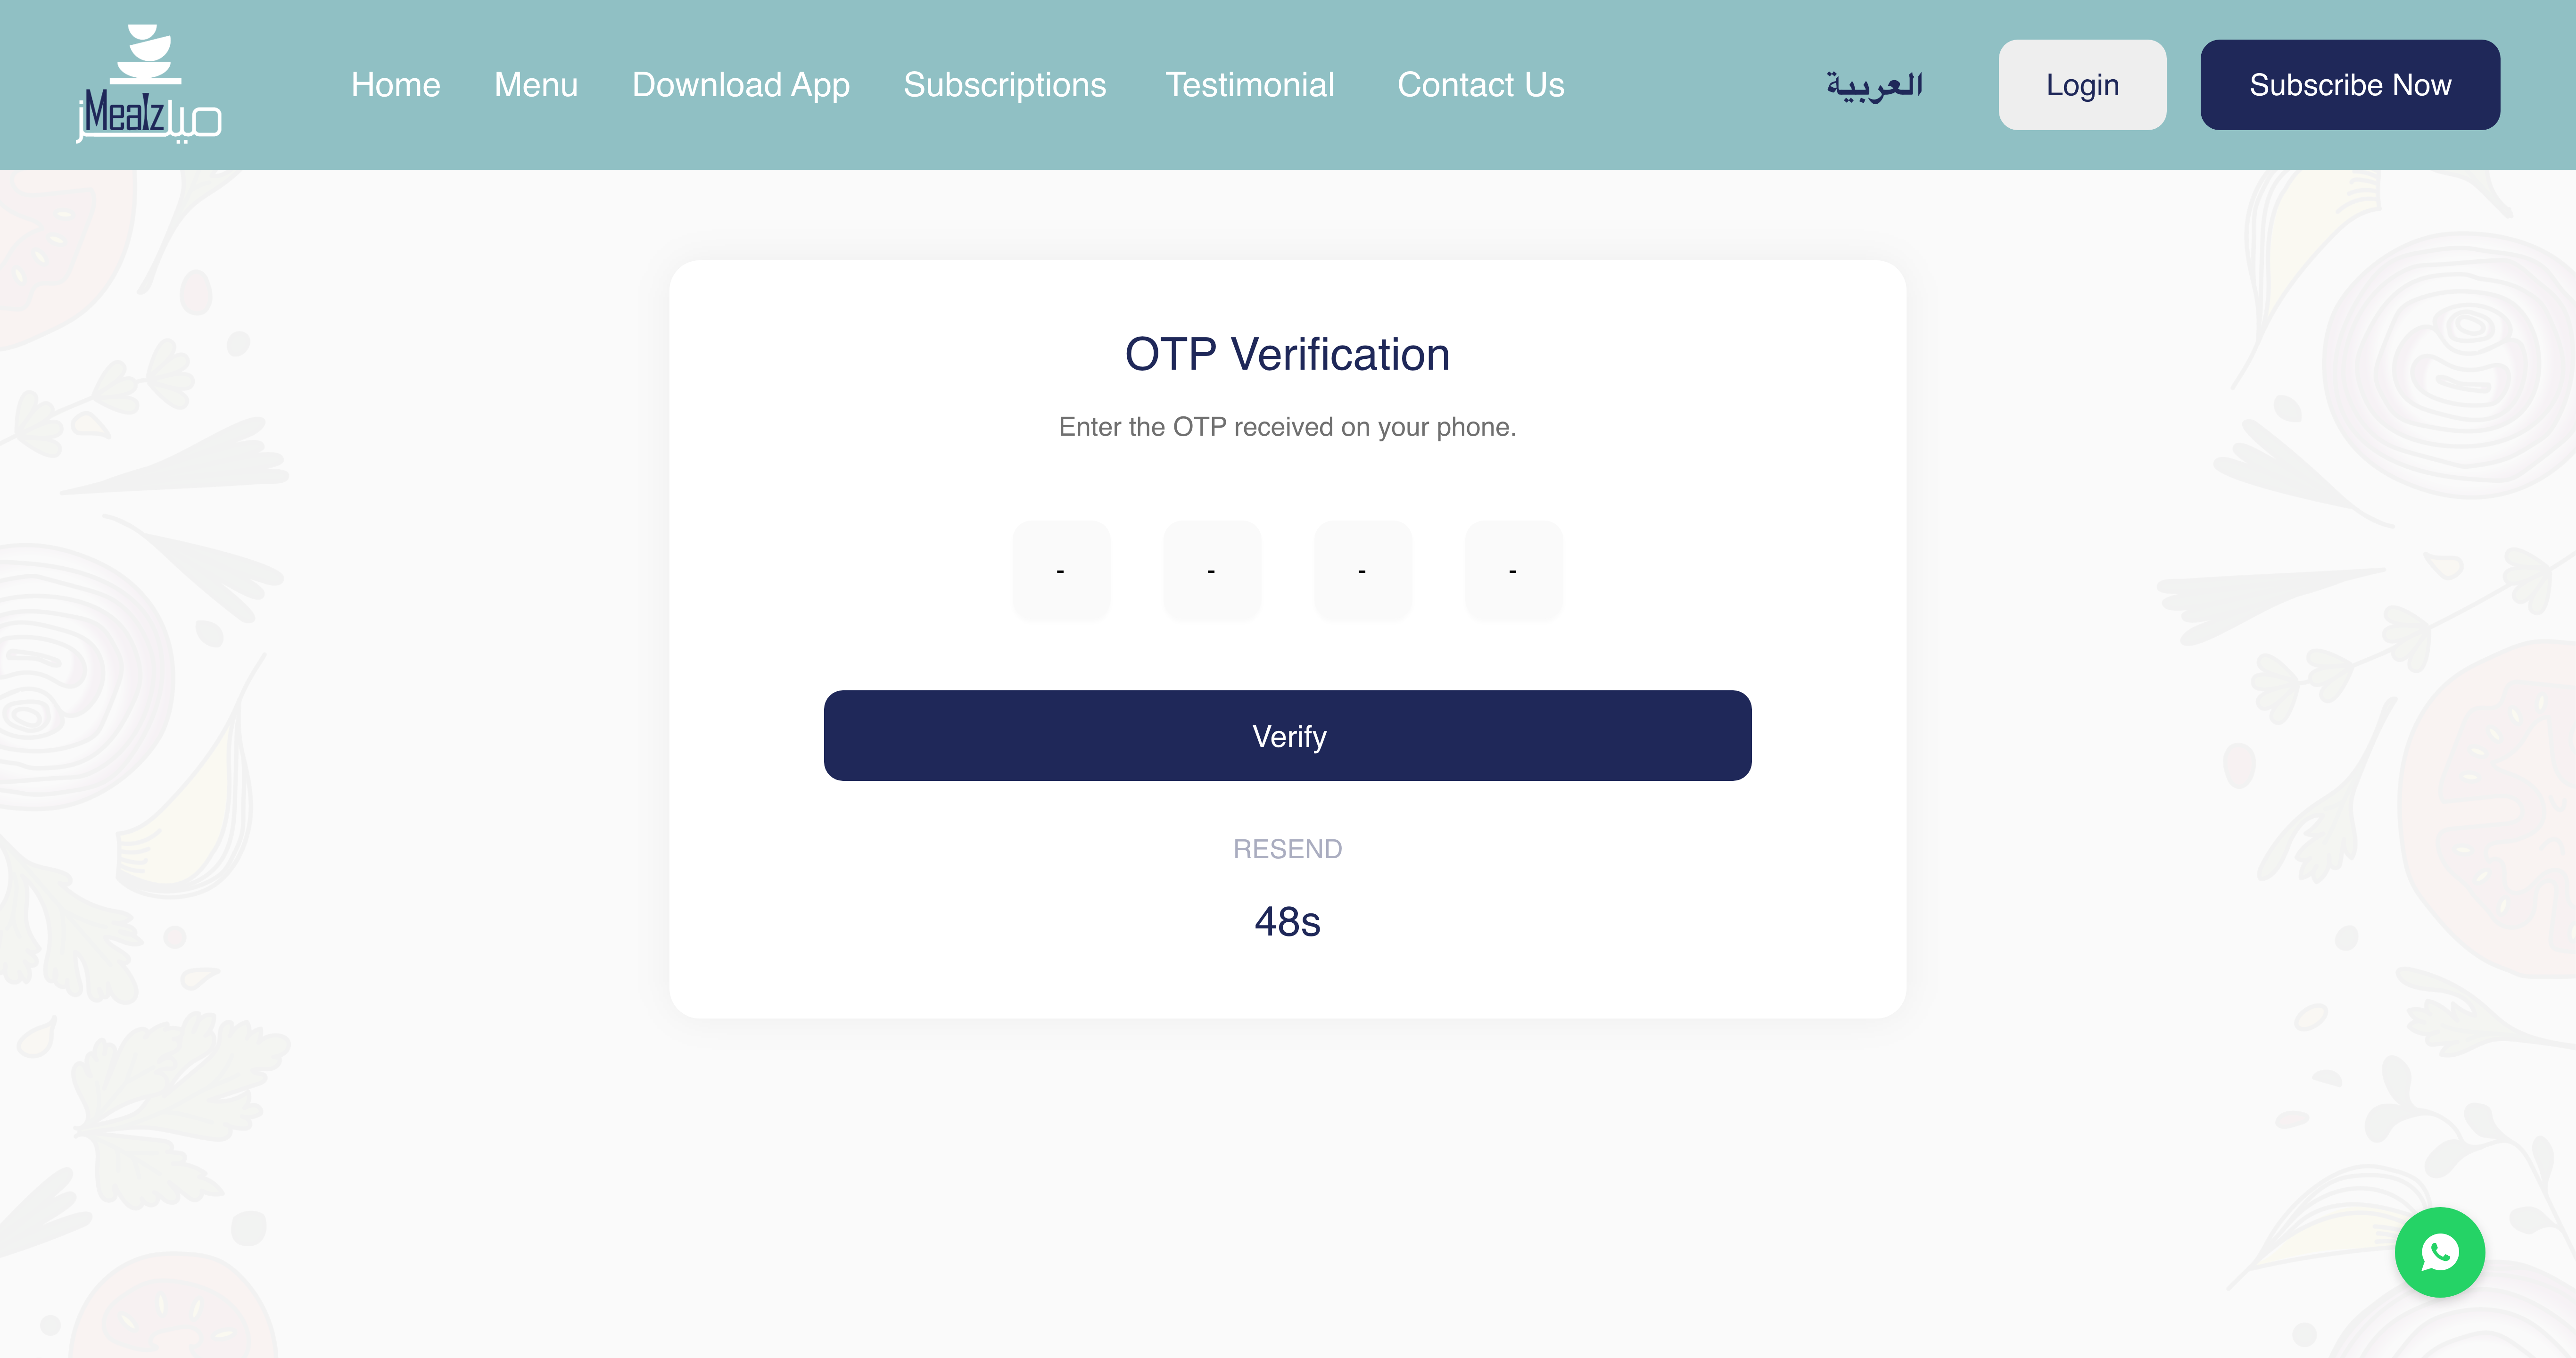 Mealz
ميلز
Home
Menu
Download App
Subscriptions
Testimonial
Contact Us
العربية
Login
Subscribe Now
OTP Verification
Enter the OTP received on your phone.
- - - -
Verify
RESEND
48s